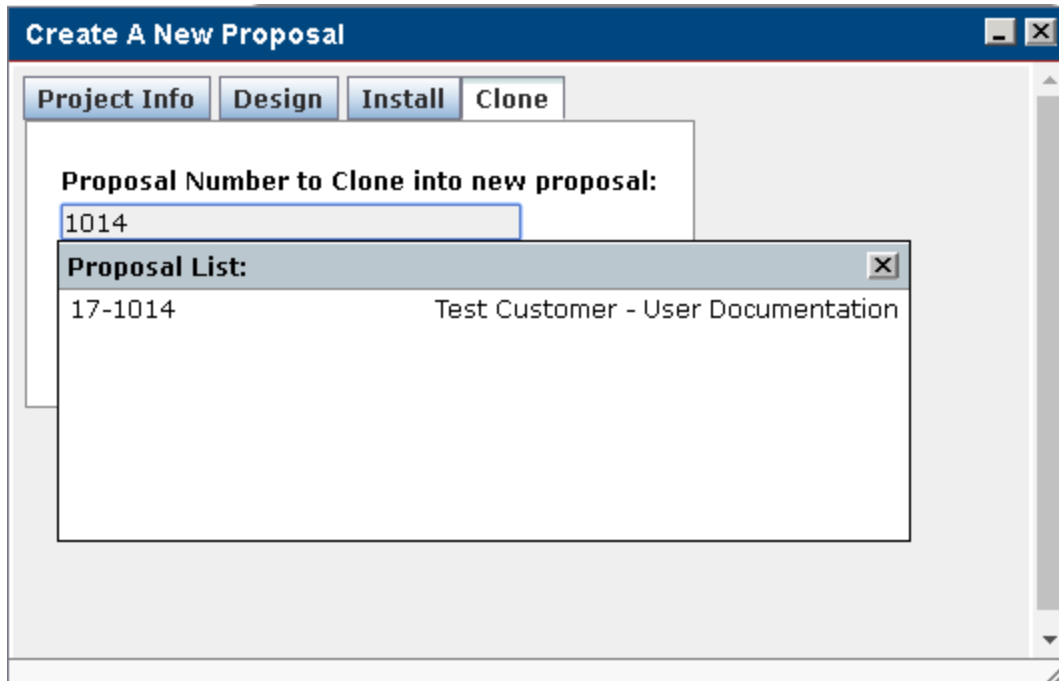 Create A New Proposal
Project Info Design Install Clone
Proposal Number to Clone into new proposal:
1014
Proposal List:
17-1014 Test Customer - User Documentation